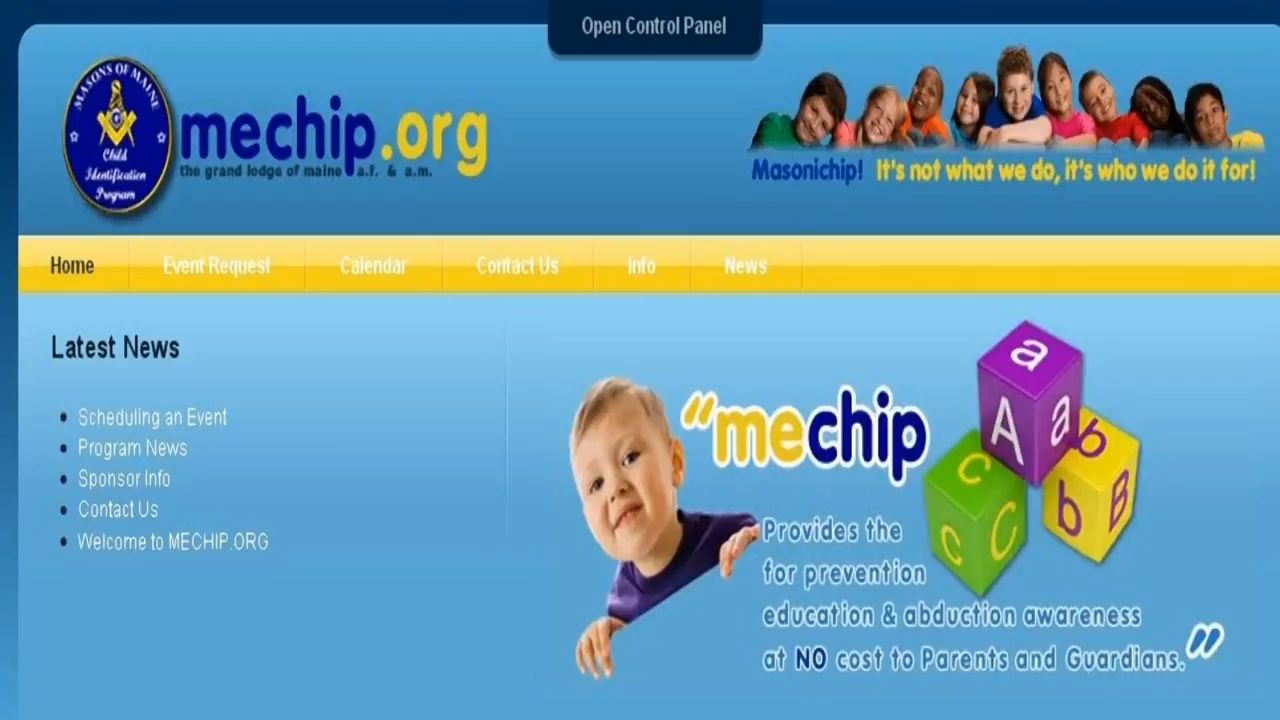 Open Control Panel
MASONS OF MAINE
Child
Identification
Program
mechip.org
the grand lodge of maine a.f. & a.m.
Masonichip! It's not what we do, it's who we do it for!
Home Event Request Calendar Contact Us Info News
Latest News
Scheduling an Event
Program News
Sponsor Info
Contact Us
Welcome to MECHIP.ORG
"mechip
Provides the
for prevention
education & abduction awareness
at NO cost to Parents and Guardians."
a
A a
b
b B
c
c C
G